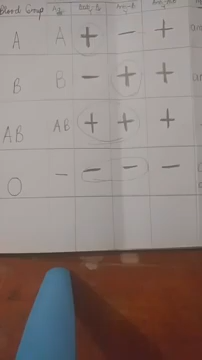 Blood Group
A A + - +
B B - + +
AB AB + + +
O - - - -